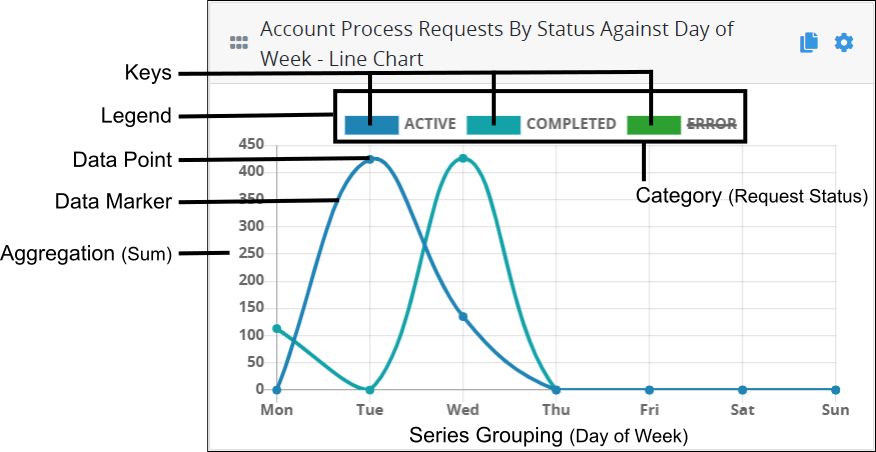 Account Process Requests By Status Against Day of
Week - Line Chart
Keys
Legend
ACTIVE COMPLETED ERROR
Data Point
Data Marker
Category (Request Status)
Aggregation (Sum)
450
400
350
300
250
200
150
100
50
0
Mon Tue Wed Thu Fri Sat Sun
Series Grouping (Day of Week)